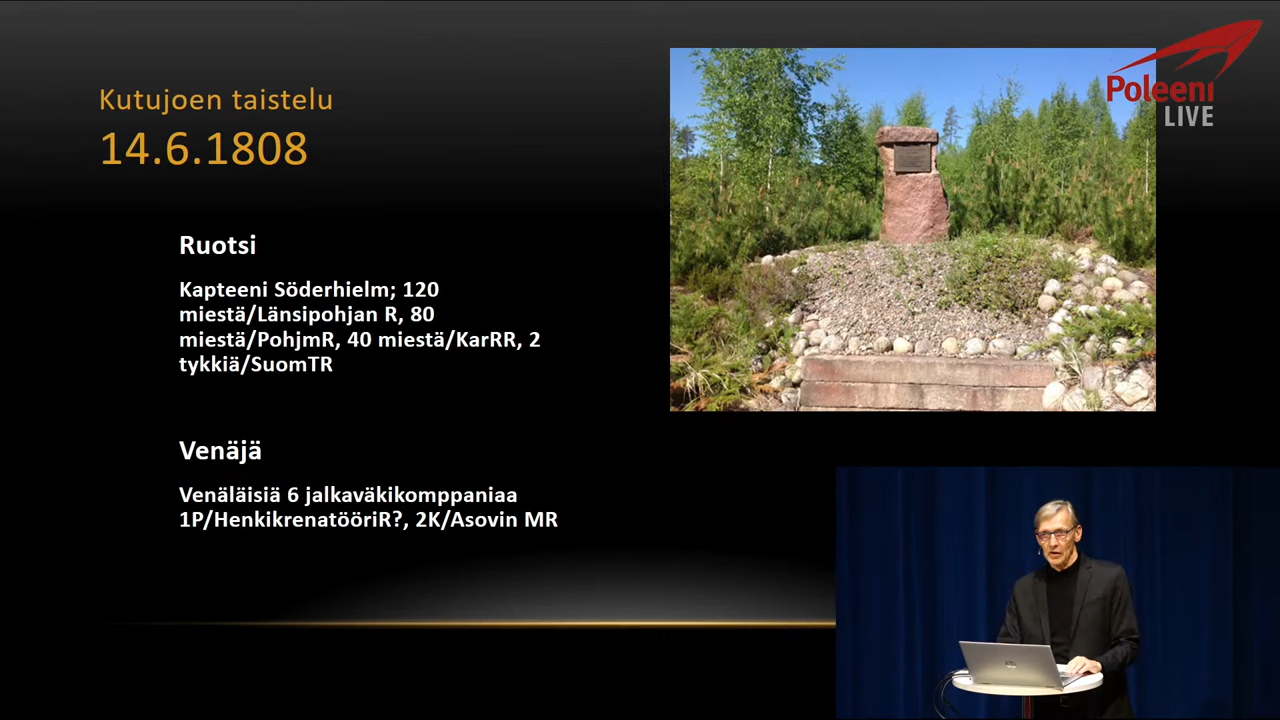 Kutujoen taistelu
14.6.1808
Ruotsi
Kapteeni Söderhielm; 120
miestä/Länsipohjan R, 80
miestä/PohjmR, 40 miestä/KarRR, 2
tykkiä/SuomTR
Venäjä
Venäläisiä 6 jalkaväkikomppaniaa
1P/HenkikrenatööriR?, 2K/Asovin MR
Poleeni
LIVE